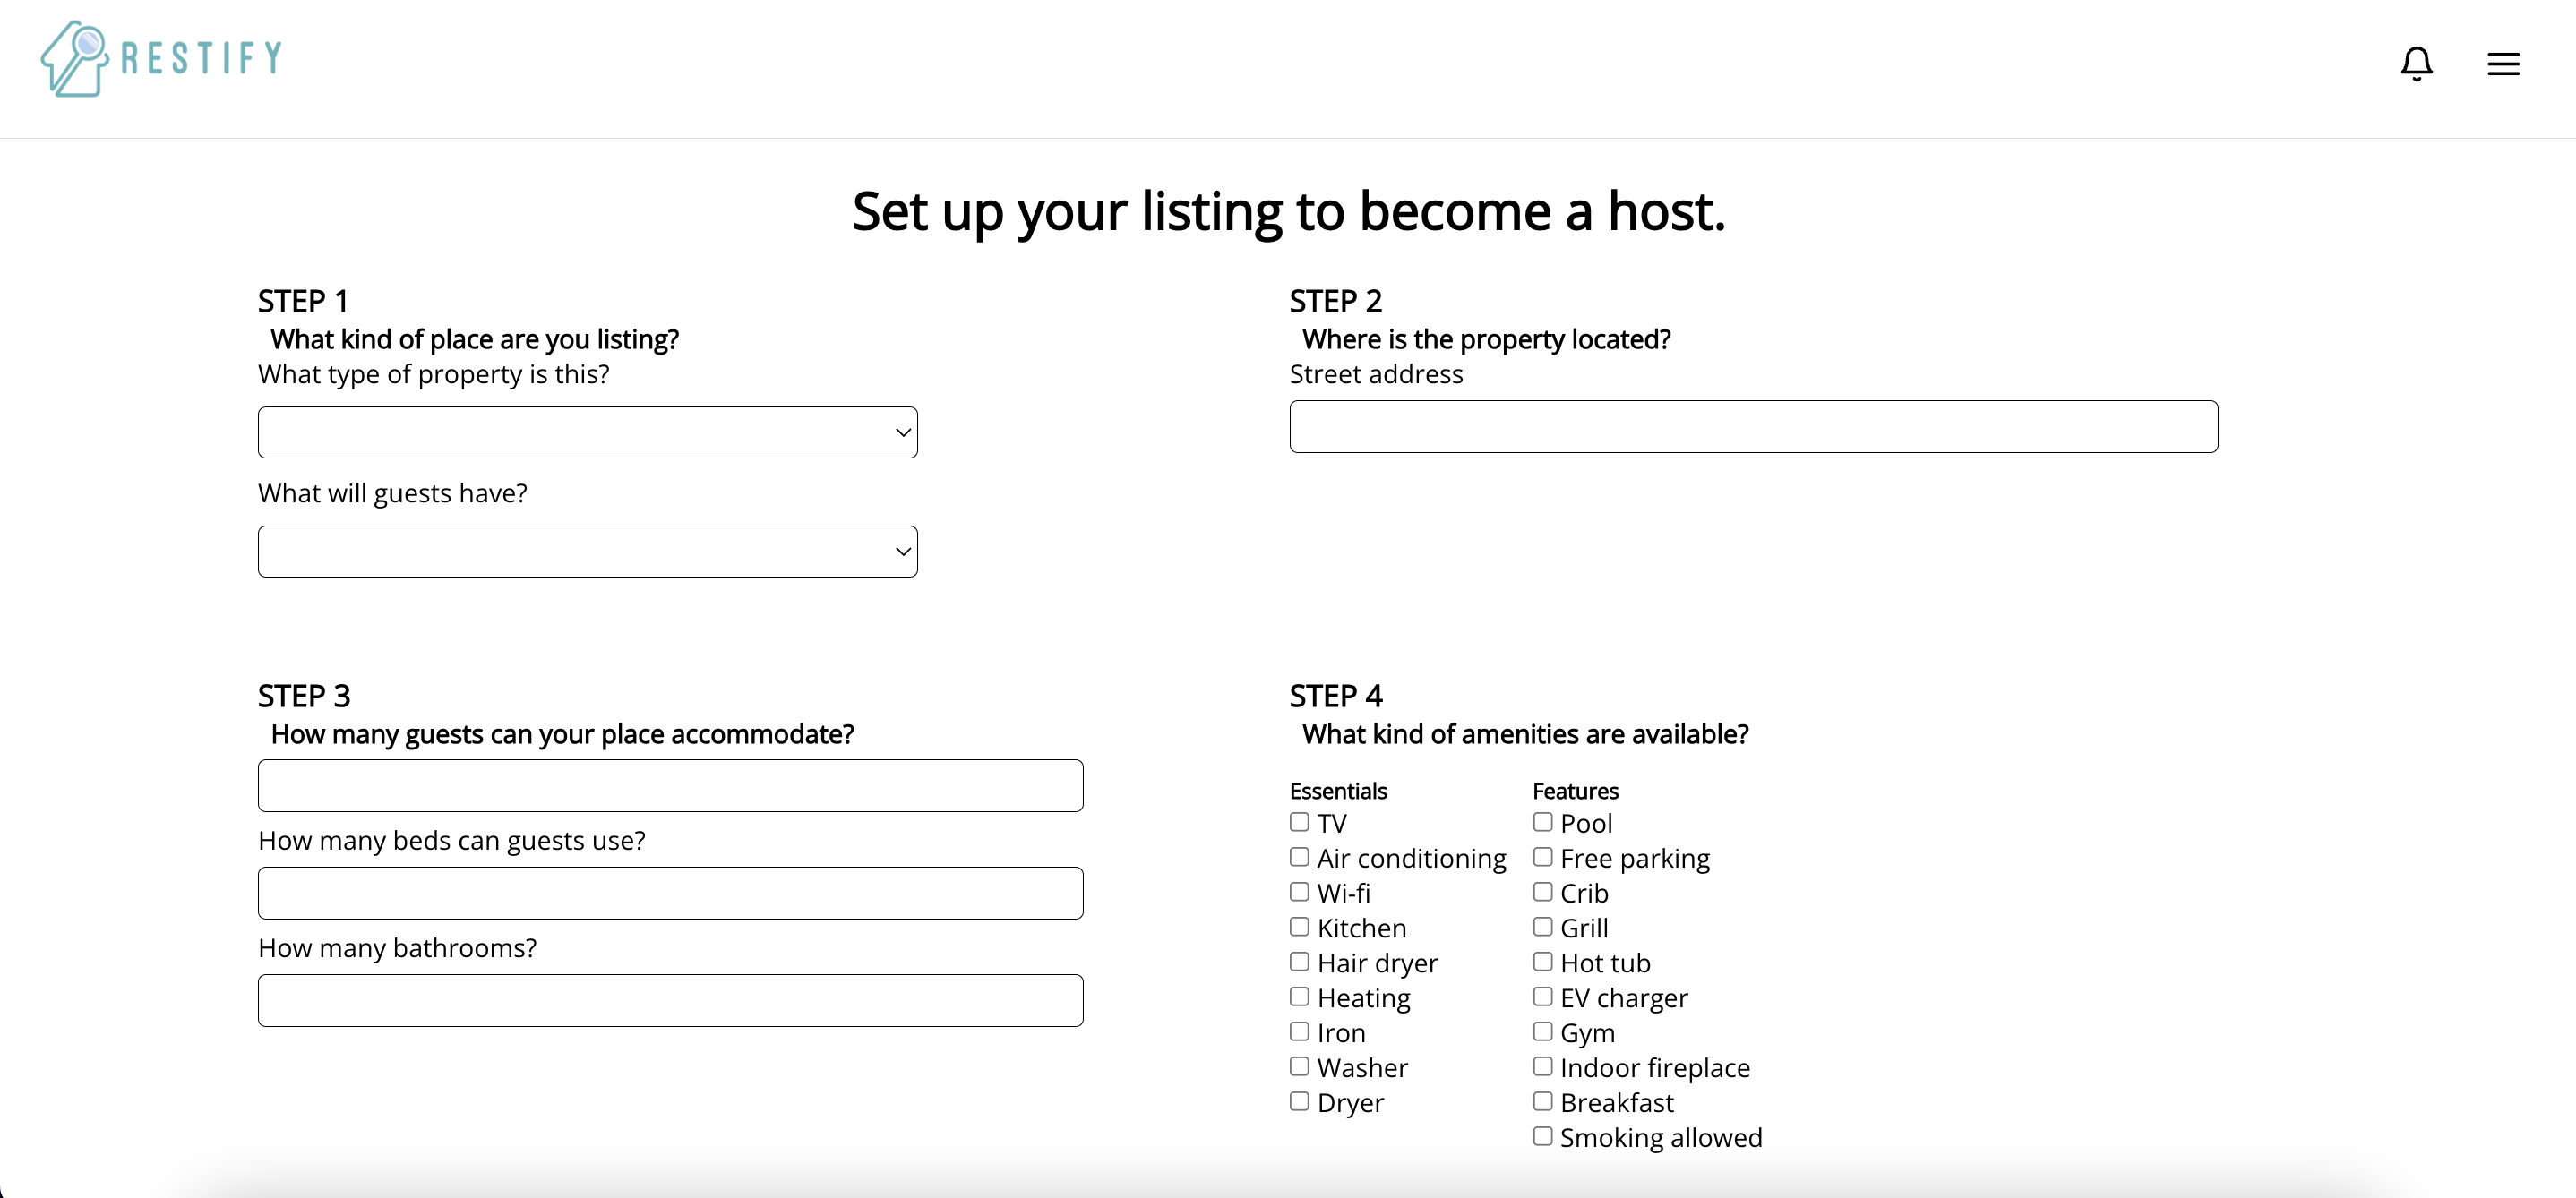 RESTIFY
Set up your listing to become a host.
STEP 1
What kind of place are you listing?
What type of property is this?
What will guests have?
STEP 2
Where is the property located?
Street address
STEP 3
How many guests can your place accommodate?
How many beds can guests use?
How many bathrooms?
STEP 4
What kind of amenities are available?
Essentials
TV
Air conditioning
Wi-fi
Kitchen
Hair dryer
Heating
Iron
Washer
Dryer
Features
Pool
Free parking
Crib
Grill
Hot tub
EV charger
Gym
Indoor fireplace
Breakfast
Smoking allowed